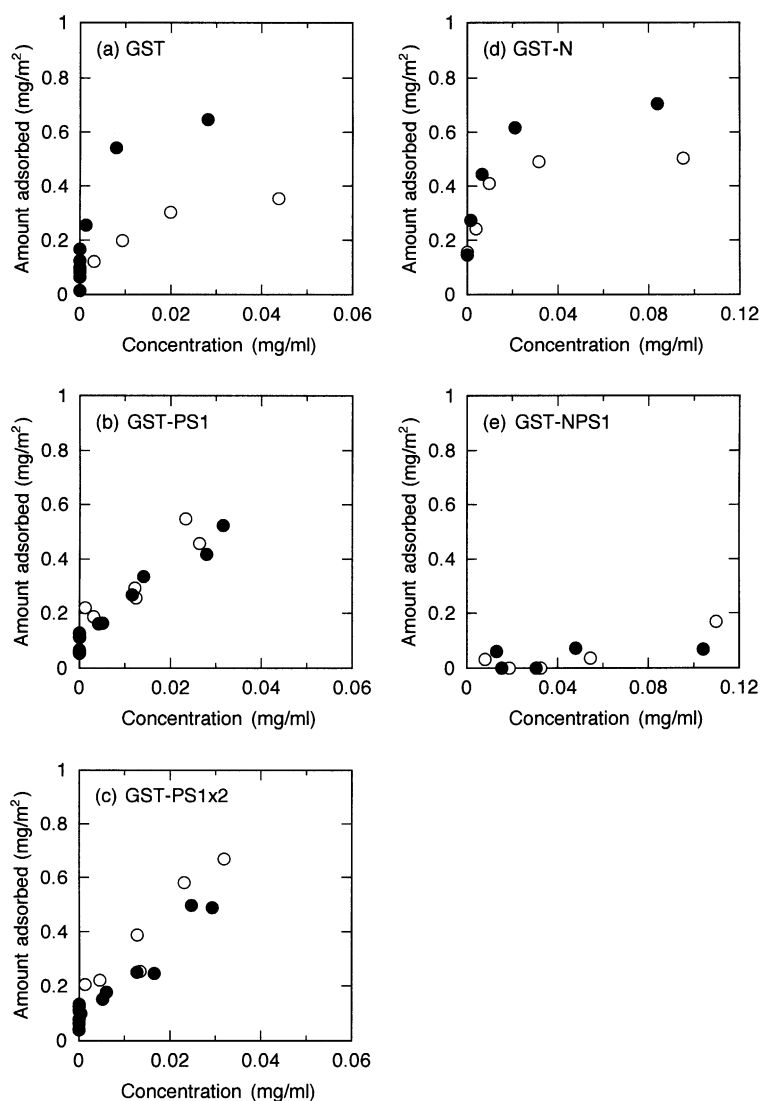 (a) GST
Amount adsorbed (mg/m²)
1
0.8
0.6
0.4
0.2
0
0 0.02 0.04 0.06
Concentration (mg/ml)
(d) GST-N
Amount adsorbed (mg/m²)
1
0.8
0.6
0.4
0.2
0
0 0.04 0.08 0.12
Concentration (mg/ml)
(b) GST-PS1
Amount adsorbed (mg/m²)
1
0.8
0.6
0.4
0.2
0
0 0.02 0.04 0.06
Concentration (mg/ml)
(e) GST-NPS1
Amount adsorbed (mg/m²)
1
0.8
0.6
0.4
0.2
0
0 0.04 0.08 0.12
Concentration (mg/ml)
(c) GST-PS1x2
Amount adsorbed (mg/m²)
1
0.8
0.6
0.4
0.2
0
0 0.02 0.04 0.06
Concentration (mg/ml)